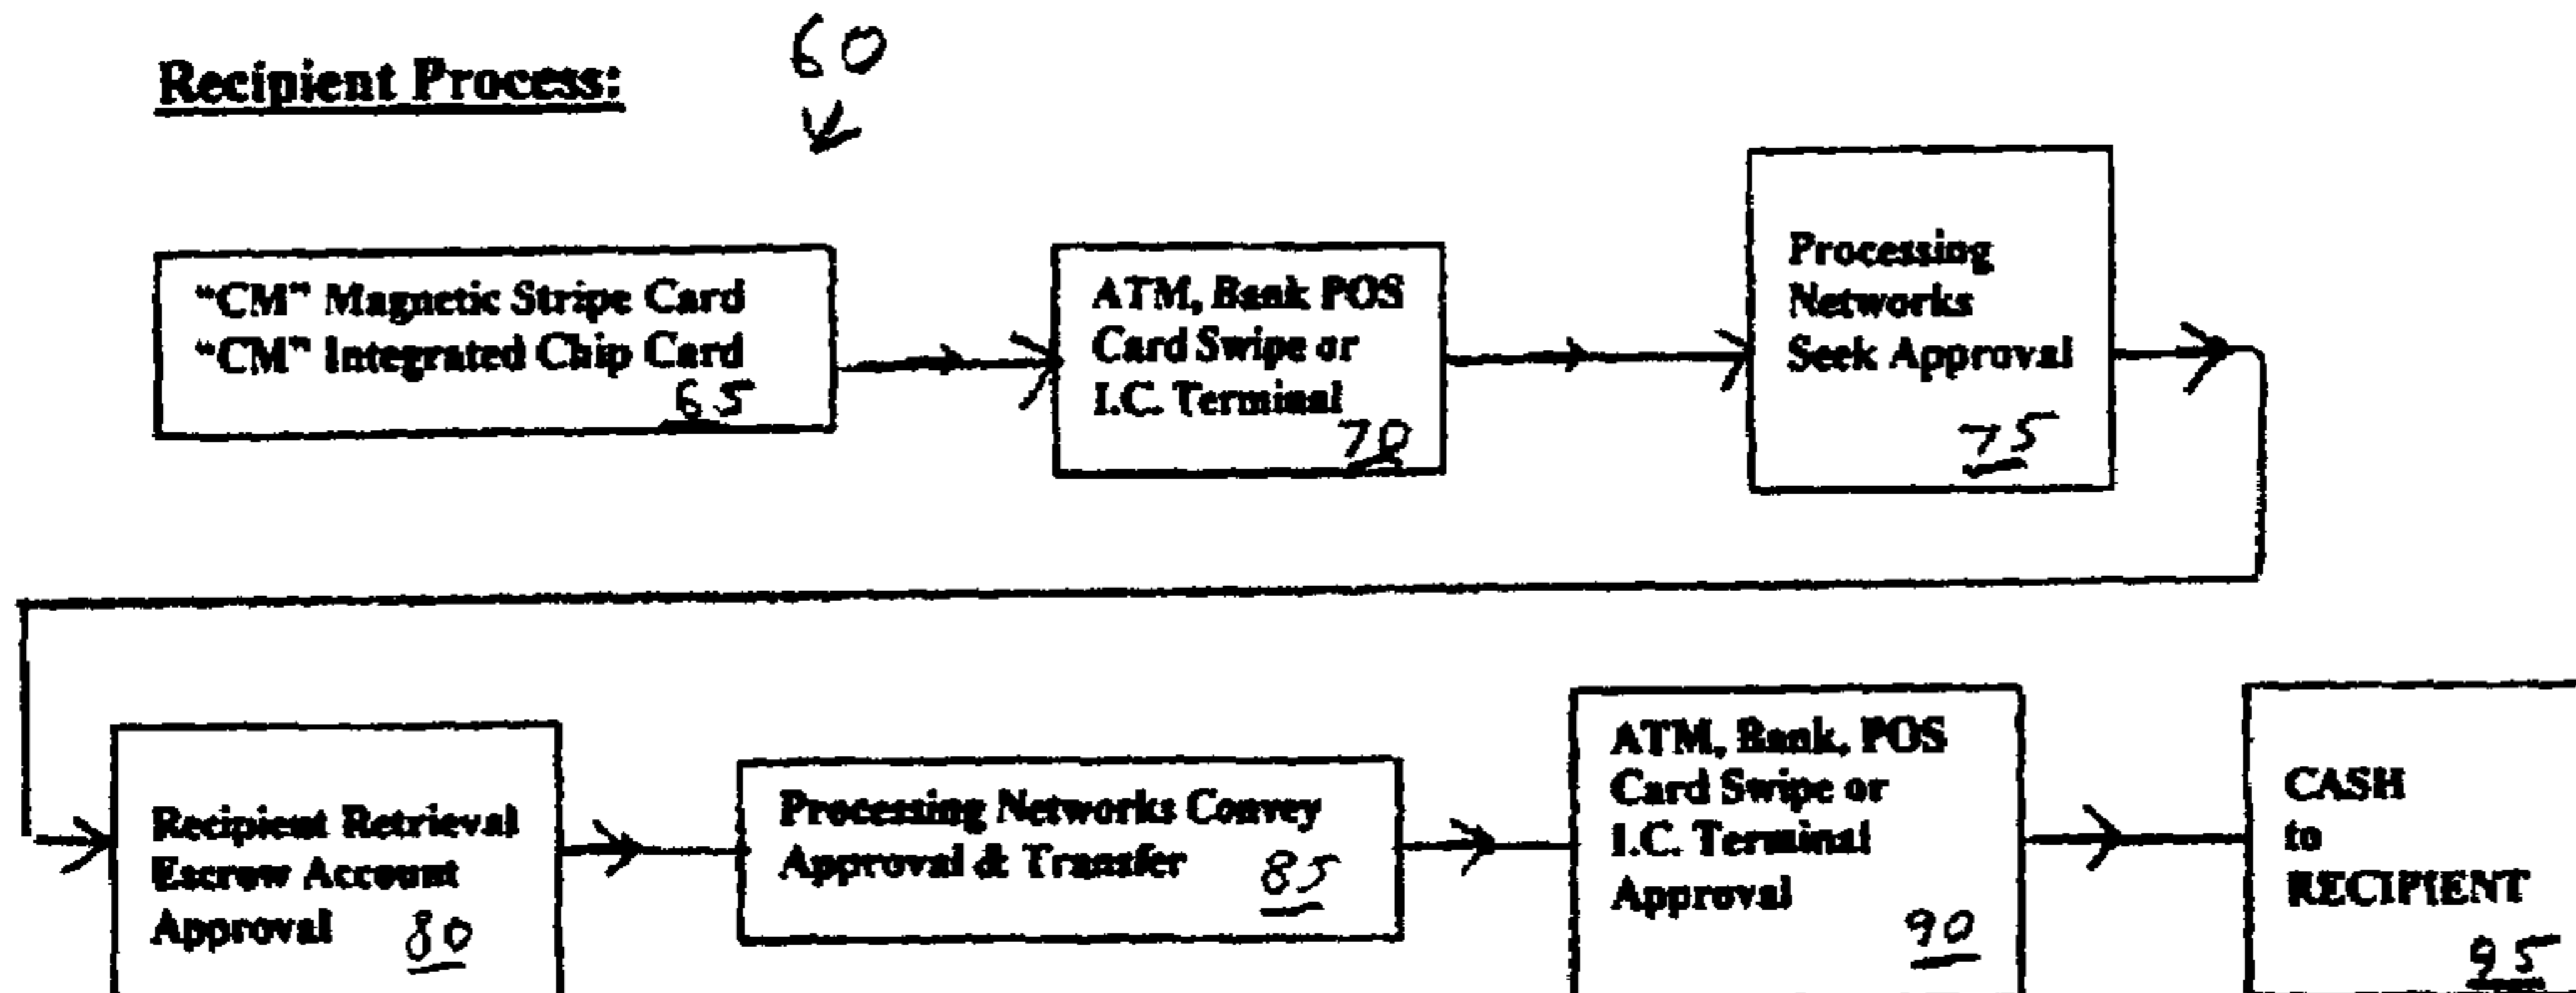 Recipient Process:
60
"CM" Magnetic Stripe Card
"CM" Integrated Chip Card
65
ATM, Bank POS
Card Swipe or
I.C. Terminal
70
Processing
Networks
Seek Approval
75
Recipient Retrieval
Escrow Account
Approval
80
Processing Networks Convey
Approval & Transfer
85
ATM, Bank, POS
Card Swipe or
I.C. Terminal
Approval
90
CASH
to
RECIPIENT
95